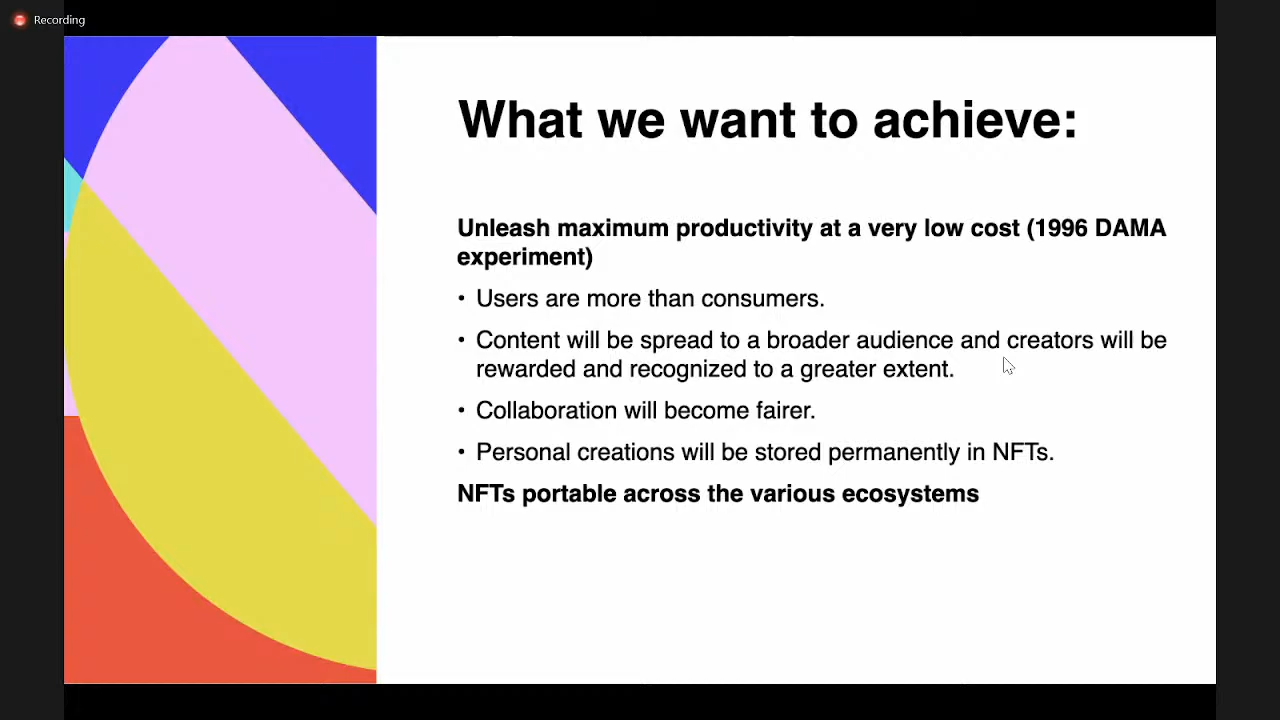 Recording
What we want to achieve:
Unleash maximum productivity at a very low cost (1996 DAMA
experiment)
• Users are more than consumers.
• Content will be spread to a broader audience and creators will be
rewarded and recognized to a greater extent.
• Collaboration will become fairer.
• Personal creations will be stored permanently in NFTs.
NFTs portable across the various ecosystems